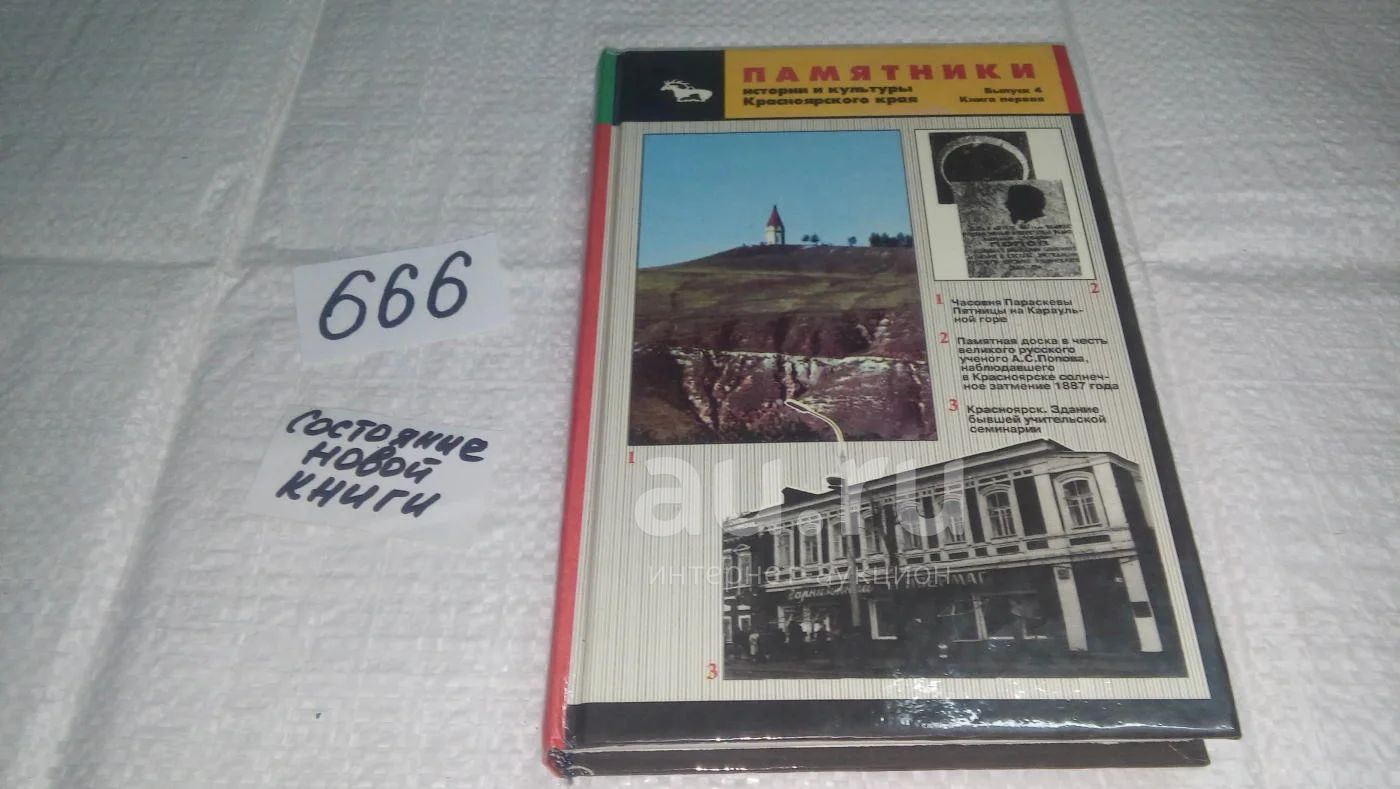 ПАМЯТНИКИ
истории и культуры
Красноярского края
Выпуск 4
Книга первая
666
состояние
новой
книги
ПОПОВ
1 Часовня Параскевы
Пятницы на Карауль-
ной горе
2 Памятная доска в честь
великого русского
ученого А.С.Попова,
наблюдавшего
в Красноярске солнеч-
ное затмение 1887 года
3 Красноярск. Здание
бывшей учительской
семинарии
1
2
3
au.ru
интернет аукцион